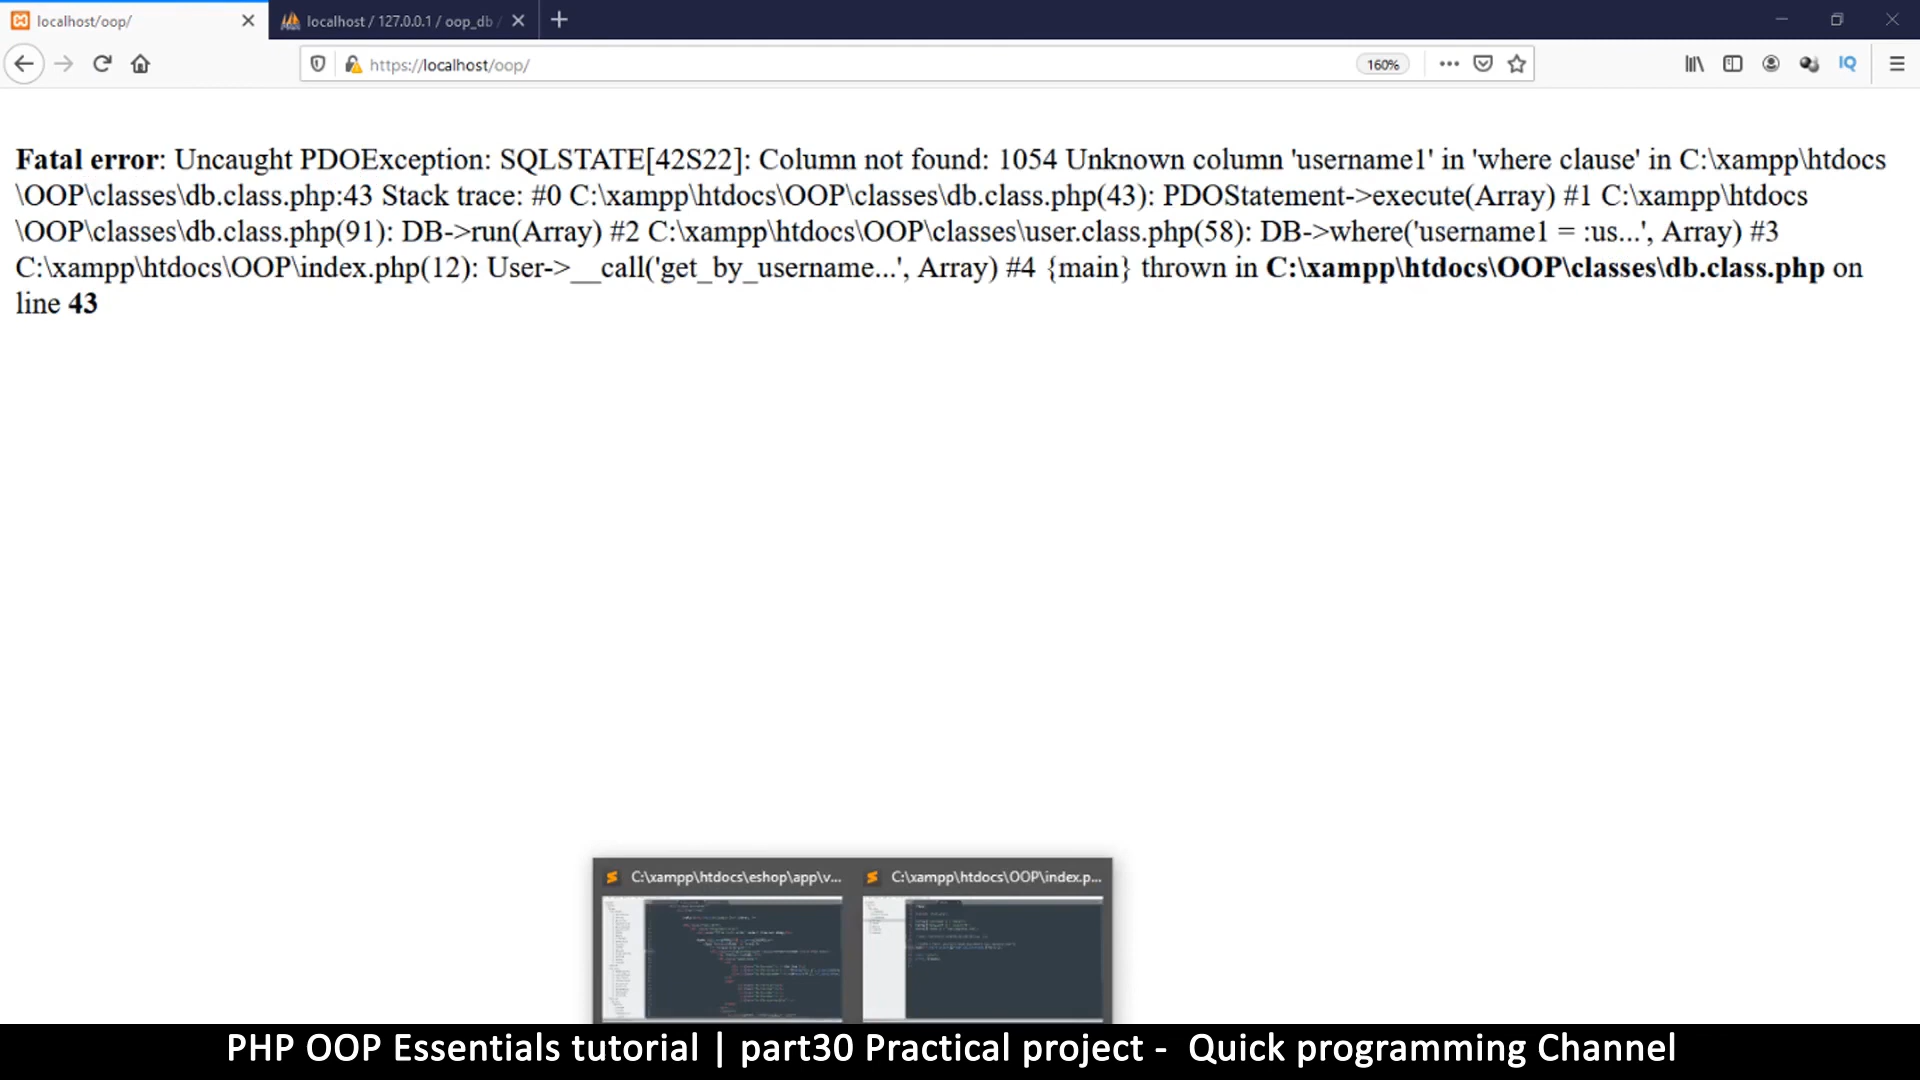 localhost/oop/
localhost / 127.0.0.1 / oop_db /
https://localhost/oop/
160%
IQ
Fatal error: Uncaught PDOException: SQLSTATE[42S22]: Column not found: 1054 Unknown column 'username1' in 'where clause' in C:\xampp\htdocs
\OOP\classes\db.class.php:43 Stack trace: #0 C:\xampp\htdocs\OOP\classes\db.class.php(43): PDOStatement->execute(Array) #1 C:\xampp\htdocs
\OOP\classes\db.class.php(91): DB->run(Array) #2 C:\xampp\htdocs\OOP\classes\user.class.php(58): DB->where('username1 = :us...', Array) #3
C:\xampp\htdocs\OOP\index.php(12): User->__call('get_by_username...', Array) #4 {main} thrown in C:\xampp\htdocs\OOP\classes\db.class.php on
line 43
C:\xampp\htdocs\eshop\app\v...
C:\xampp\htdocs\OOP\index.p...
PHP OOP Essentials tutorial | part30 Practical project - Quick programming Channel